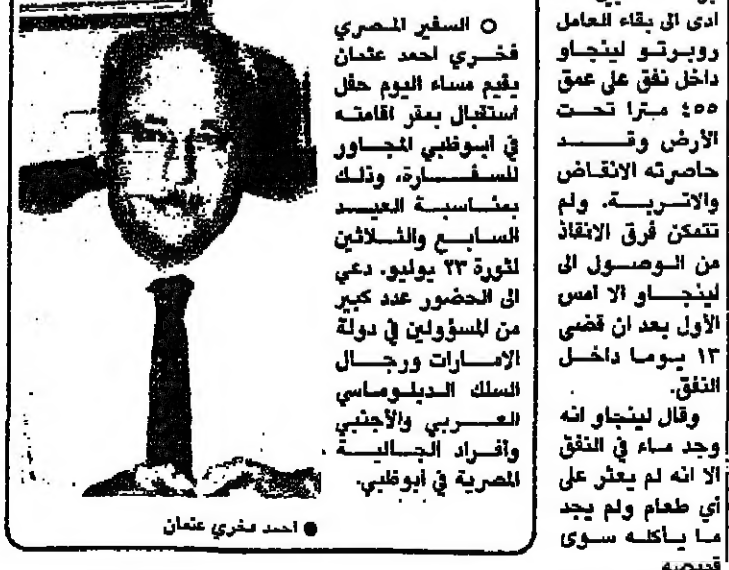 ادى الى بقاء العامل
روبرتو لينجاو
داخل نفق على عمق
٤٥٥ مترا تحت
الأرض وقد
حاصرته الانقاض
والاتربة. ولم
تتمكن فرق الانقاذ
من الوصول الى
لينجاو الا امس
الأول بعد ان قضى
١٣ يوما داخل
النفق.
وقال لينجاو انه
وجد ماء في النفق
الا انه لم يعثر على
أي طعام ولم يجد
ما يأكله سوى
قميصه
○ السفير المصري
فخري احمد عثمان
يقيم مساء اليوم حفل
استقبال بمقر اقامته
في ابوظبي المجاور
للسفارة، وذلك
بمناسبة العيد
السابع والثلاثين
لثورة ٢٣ يوليو. دعي
الى الحضور عدد كبير
من المسؤولين في دولة
الامارات ورجال
السلك الدبلوماسي
العربي والأجنبي
وأفراد الجالية
المصرية في أبوظبي.
● احمد فخري عثمان